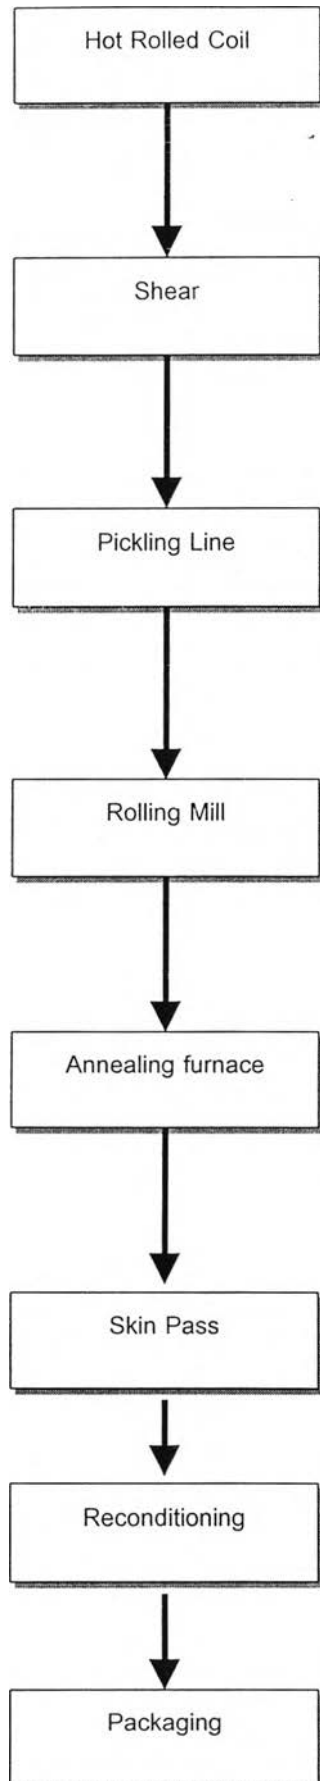 Hot Rolled Coil
Shear
Pickling Line
Rolling Mill
Annealing furnace
Skin Pass
Reconditioning
Packaging